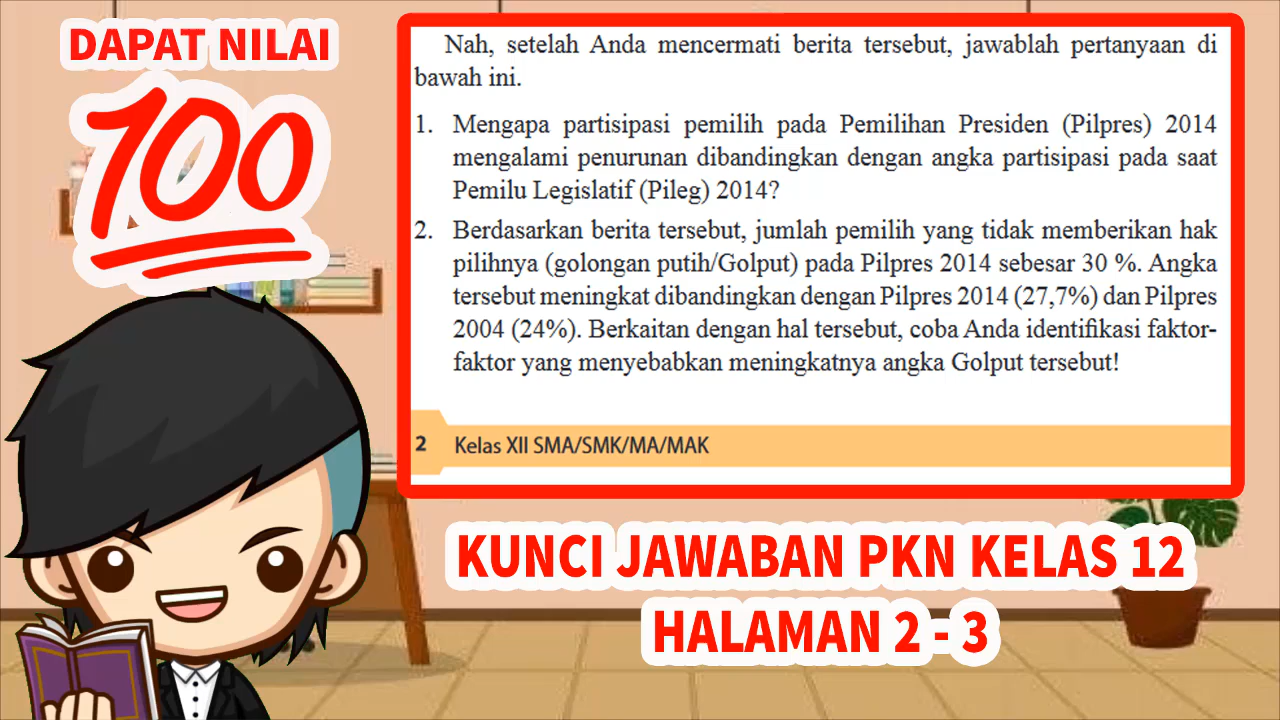 DAPAT NILAI
100
Nah, setelah Anda mencermati berita tersebut, jawablah pertanyaan di
bawah ini.
1. Mengapa partisipasi pemilih pada Pemilihan Presiden (Pilpres) 2014
mengalami penurunan dibandingkan dengan angka partisipasi pada saat
Pemilu Legislatif (Pileg) 2014?
2. Berdasarkan berita tersebut, jumlah pemilih yang tidak memberikan hak
pilihnya (golongan putih/Golput) pada Pilpres 2014 sebesar 30 %. Angka
tersebut meningkat dibandingkan dengan Pilpres 2014 (27,7%) dan Pilpres
2004 (24%). Berkaitan dengan hal tersebut, coba Anda identifikasi faktor-
faktor yang menyebabkan meningkatnya angka Golput tersebut!
2 Kelas XII SMA/SMK/MA/MAK
KUNCI JAWABAN PKN KELAS 12
HALAMAN 2 - 3